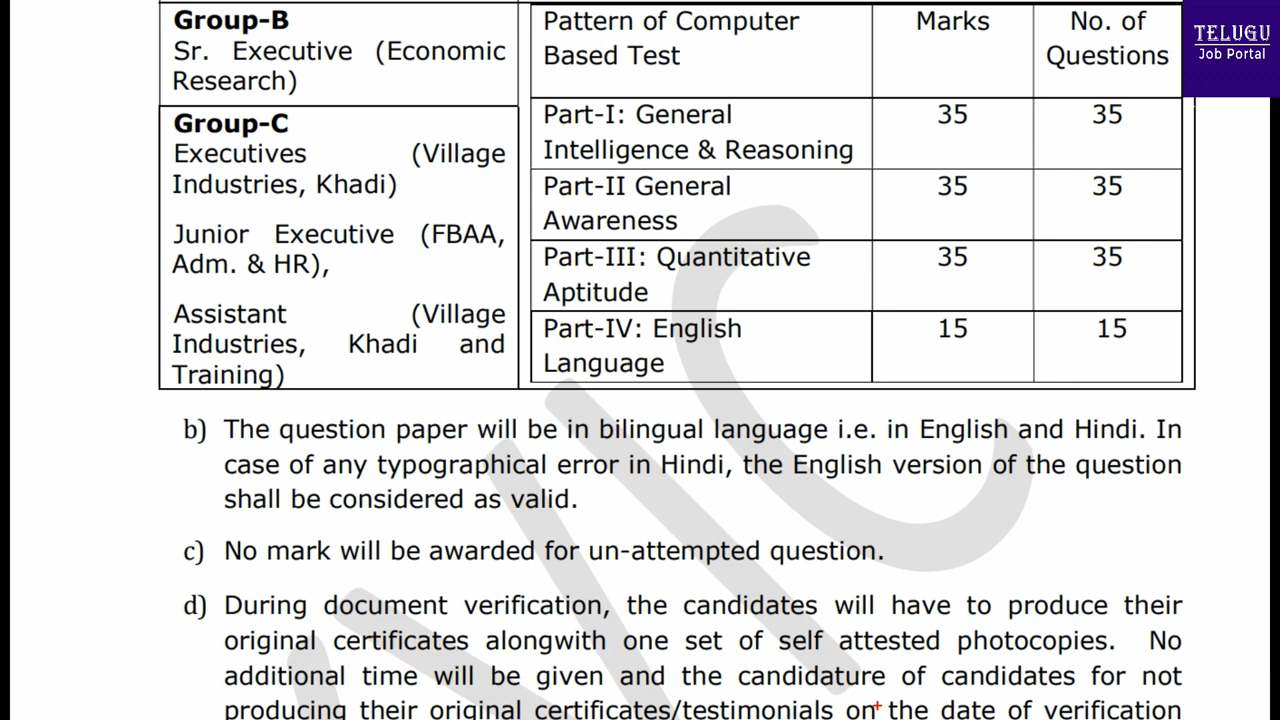 Group-B
Sr. Executive (Economic
Research)
Group-C
Executives (Village
Industries, Khadi)
Junior Executive (FBAA,
Adm. & HR),
Assistant (Village
Industries, Khadi and
Training)
Pattern of Computer
Based Test
Marks
No. of
Questions
Part-I: General
Intelligence & Reasoning
35
35
Part-II General
Awareness
35
35
Part-III: Quantitative
Aptitude
35
35
Part-IV: English
Language
15
15
TELUGU
Job Portal
b) The question paper will be in bilingual language i.e. in English and Hindi. In
case of any typographical error in Hindi, the English version of the question
shall be considered as valid.
c) No mark will be awarded for un-attempted question.
d) During document verification, the candidates will have to produce their
original certificates alongwith one set of self attested photocopies. No
additional time will be given and the candidature of candidates for not
producing their original certificates/testimonials on the date of verification